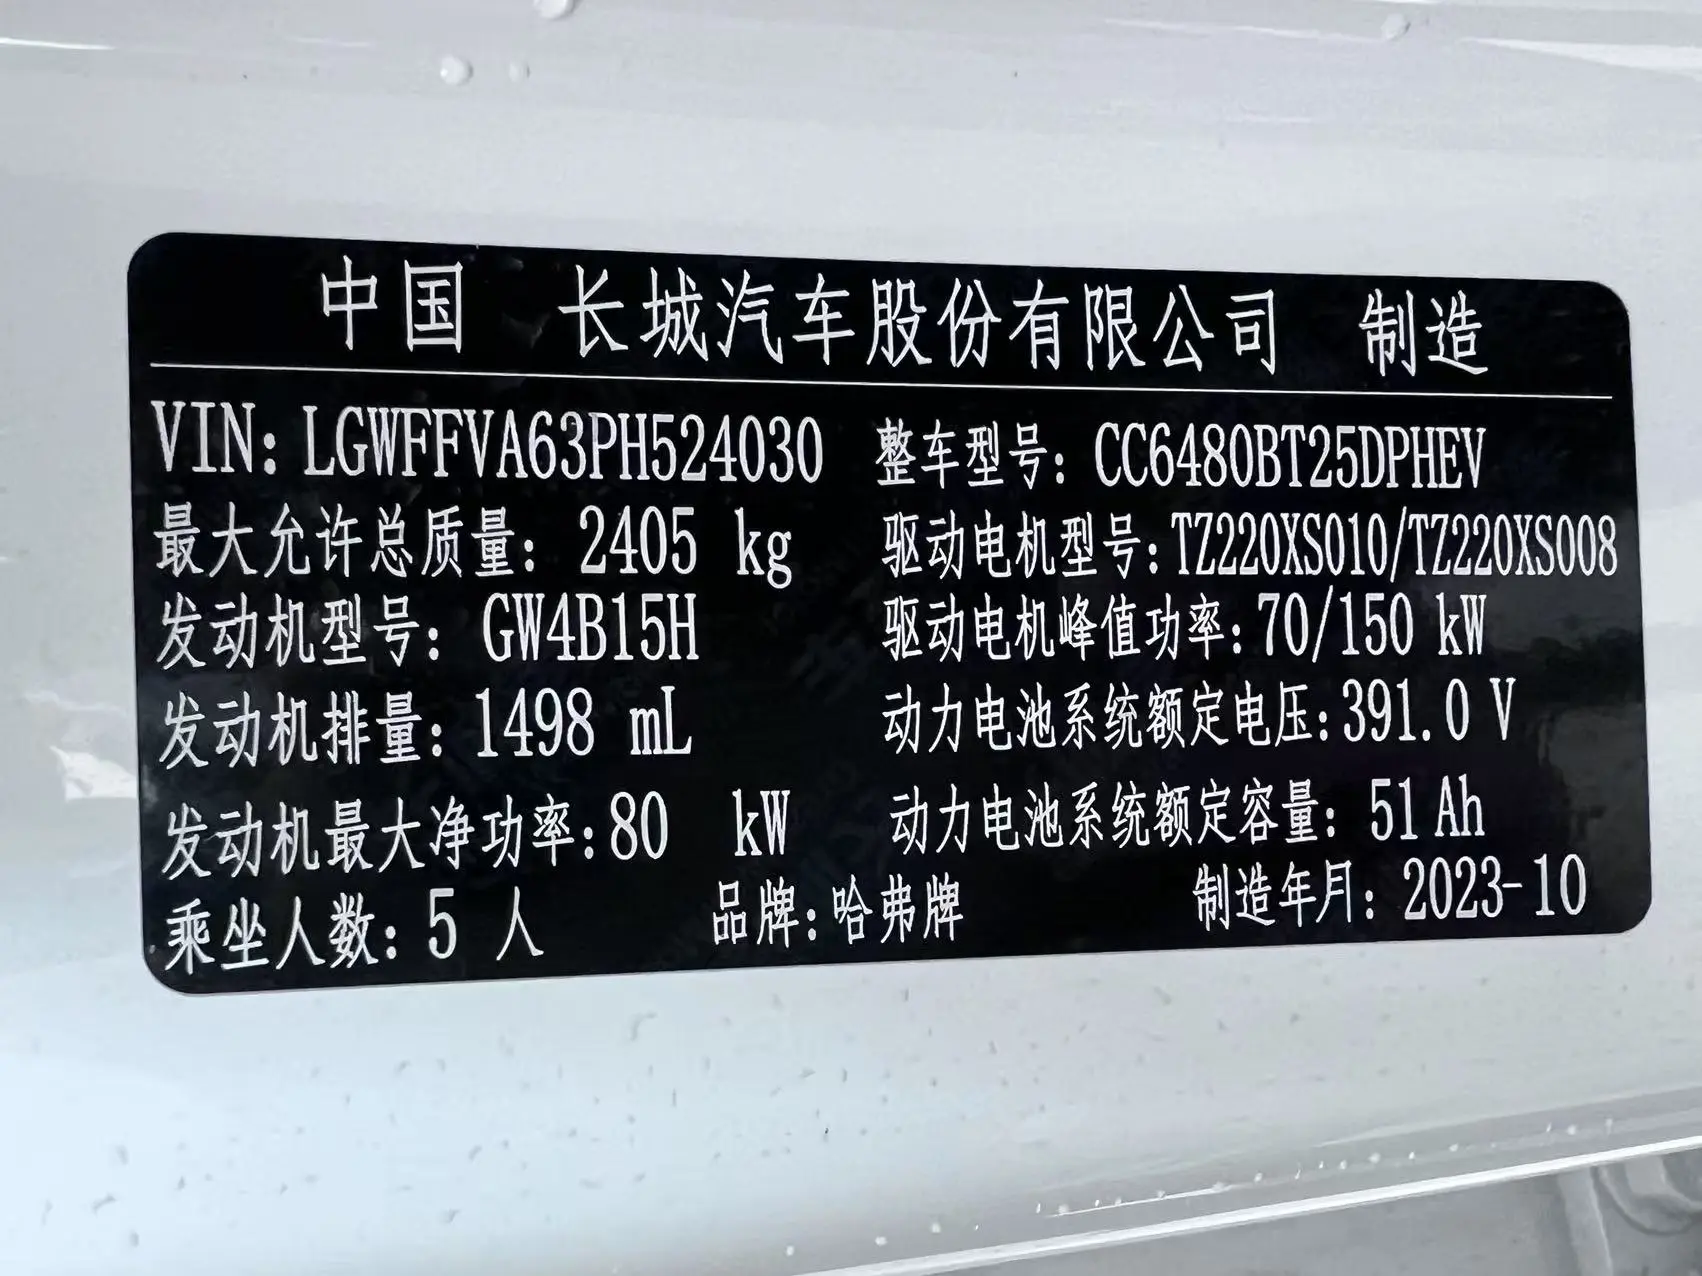 中国 长城汽车股份有限公司 制造
VIN: LGWFFVA63PH524030 整车型号: CC6480BT25DPHEV
最大允许总质量: 2405 kg 驱动电机型号: TZ220XS010/TZ220XS008
发动机型号: GW4B15H 驱动电机峰值功率: 70/150 kW
发动机排量: 1498 mL 动力电池系统额定电压: 391.0 V
发动机最大净功率: 80 kW 动力电池系统额定容量: 51 Ah
乘坐人数: 5 人 品牌: 哈弗牌 制造年月: 2023-10